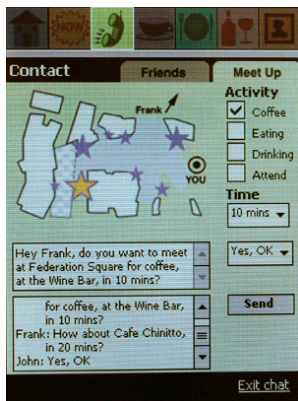 NOW
Contact
Friends
Meet Up
Activity
Coffee
Eating
Drinking
Attend
Frank
YOU
Time
10 mins
Yes, OK
Hey Frank, do you want to meet
at Federation Square for coffee,
at the Wine Bar, in 10 mins?
for coffee, at the Wine Bar,
in 10 mins?
Frank: How about Cafe Chinitto,
in 20 mins?
John: Yes, OK
Send
Exit chat